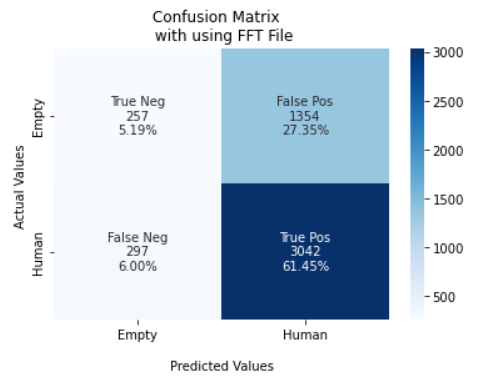 Confusion Matrix
with using FFT File
True Neg
257
5.19%
False Pos
1354
27.35%
False Neg
297
6.00%
True Pos
3042
61.45%
Empty
Human
Actual Values
Empty
Human
Predicted Values
3000
2500
2000
1500
1000
500